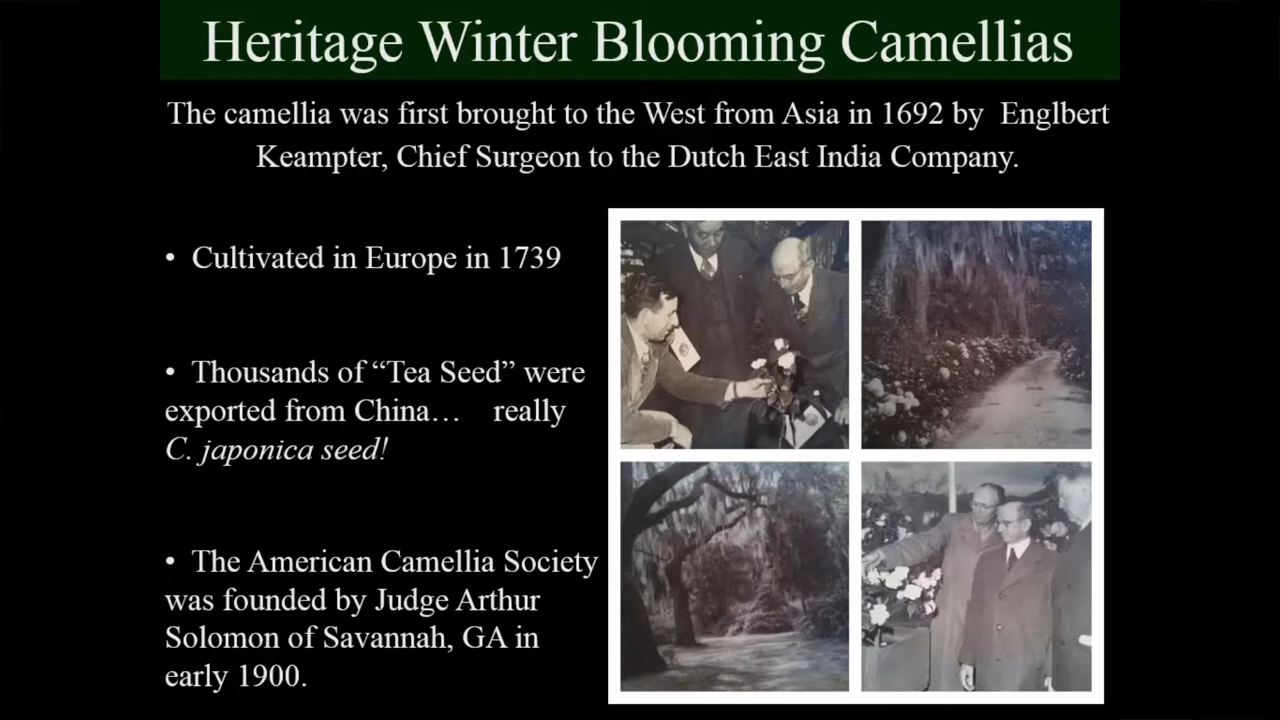 Heritage Winter Blooming Camellias
The camellia was first brought to the West from Asia in 1692 by Englbert
Keampter, Chief Surgeon to the Dutch East India Company.
• Cultivated in Europe in 1739
• Thousands of “Tea Seed” were
exported from China… really
C. japonica seed!
• The American Camellia Society
was founded by Judge Arthur
Solomon of Savannah, GA in
early 1900.